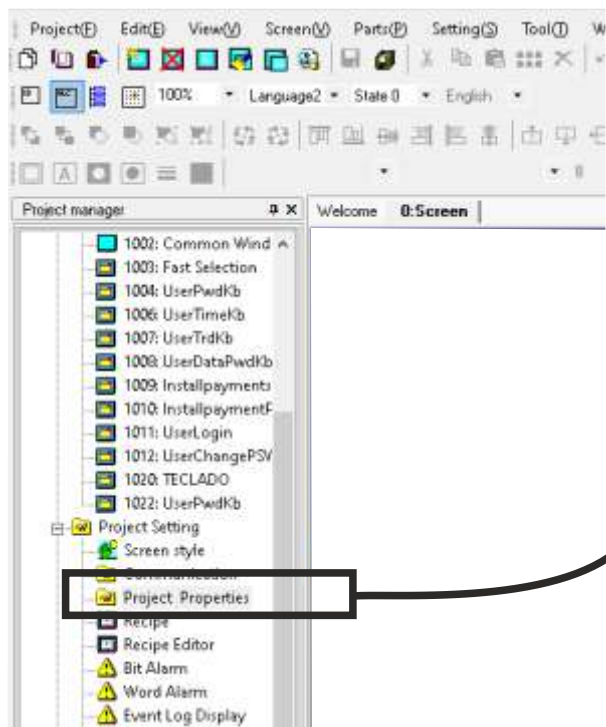 Project(F) Edit(E) View(V) Screen(V) Parts(P) Setting(S) Tool(T) W
100% Language2 State 0 English
0
Project manager Welcome 0:Screen
1002: Common Wind
1003: Fast Selection
1004: UserPwdKb
1006: UserTimeKb
1007: UserTrdKb
1008: UserDataPwdKb
1009: Installpayments
1010: InstallpaymentF
1011: UserLogin
1012: UserChangePSV
1020: TECLADO
1022: UserPwdKb
Project Setting
Screen style
Communication
Project Properties
Recipe
Recipe Editor
Bit Alarm
Word Alarm
Event Log Display